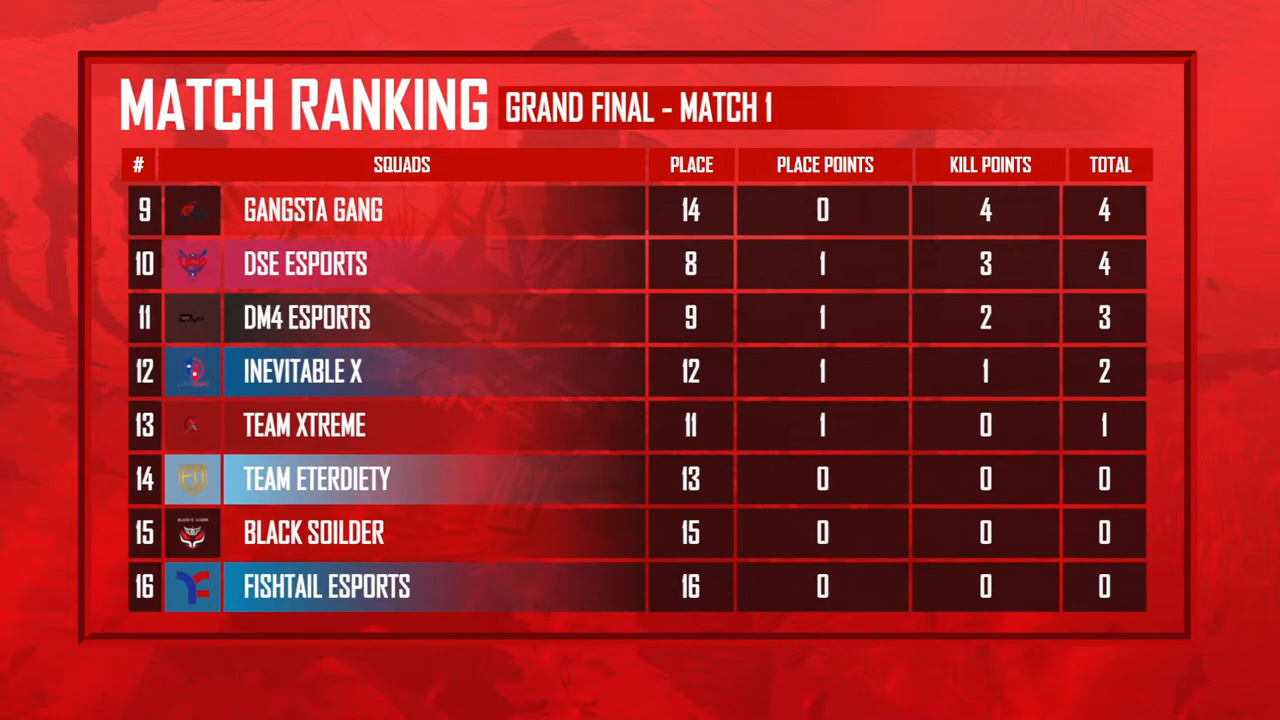 MATCH RANKING GRAND FINAL - MATCH 1
# SQUADS PLACE PLACE POINTS KILL POINTS TOTAL
9 GANGSTA GANG 14 0 4 4
10 DSE ESPORTS 8 1 3 4
11 DM4 ESPORTS 9 1 2 3
12 INEVITABLE X 12 1 1 2
13 TEAM XTREME 11 1 0 1
14 TEAM ETERDIETY 13 0 0 0
15 BLACK SOILDER 15 0 0 0
16 FISHTAIL ESPORTS 16 0 0 0